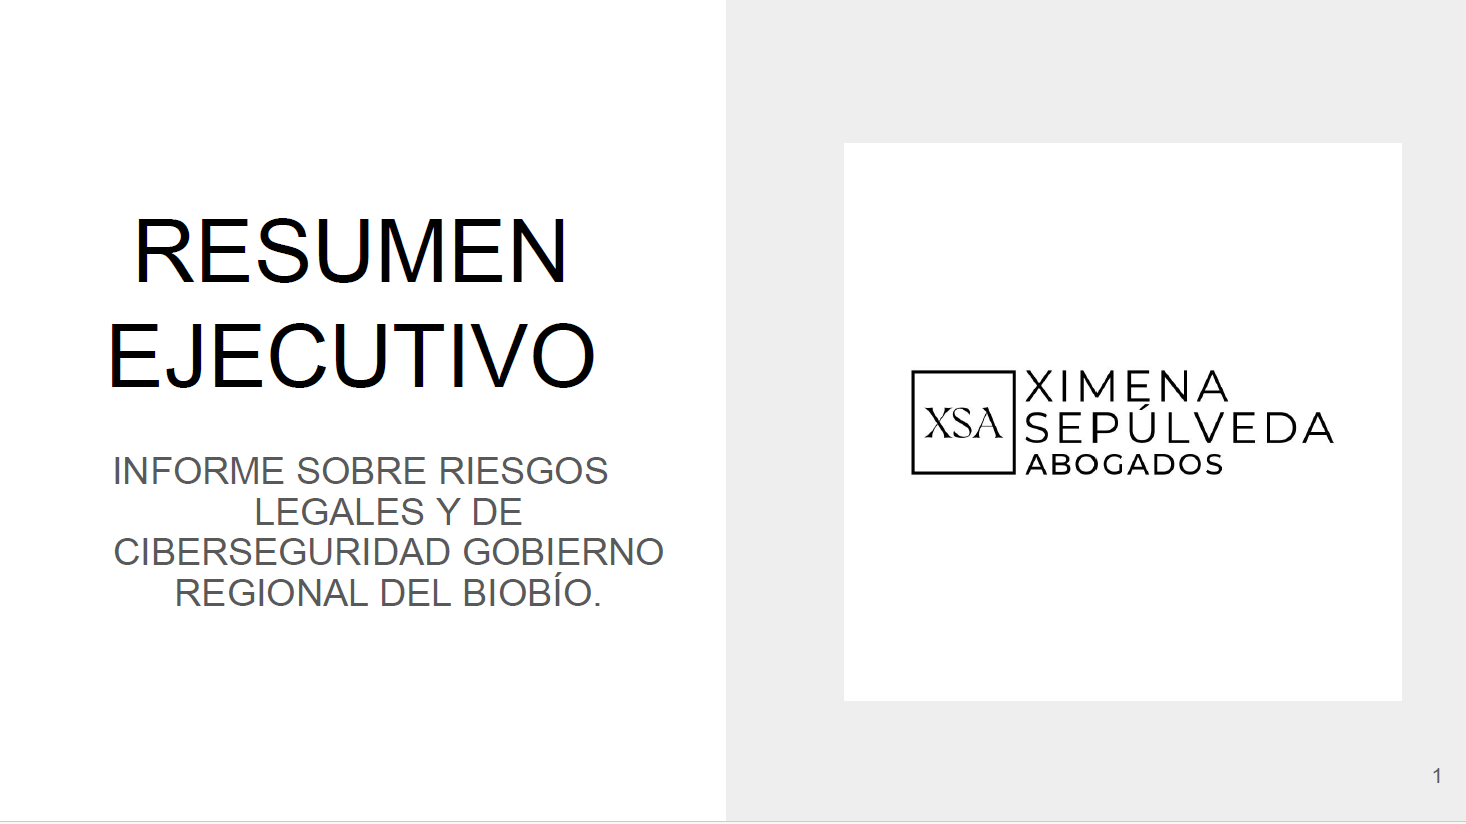 RESUMEN
EJECUTIVO
INFORME SOBRE RIESGOS
LEGALES Y DE
CIBERSEGURIDAD GOBIERNO
REGIONAL DEL BIOBÍO.
XSA
XIMENA
SEPÚLVEDA
ABOGADOS
1